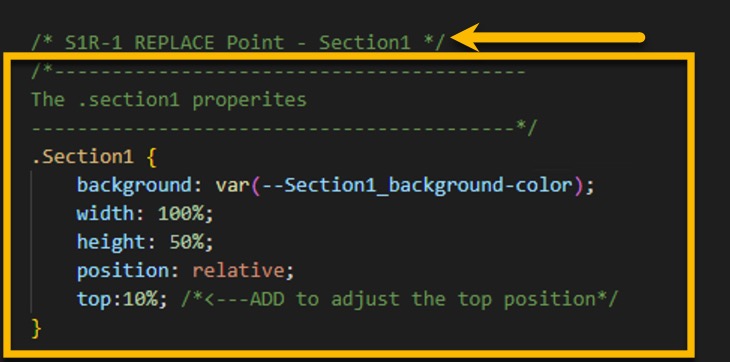 /* S1R-1 REPLACE Point - Section1 */
/*-----------------------------------------
The .section1 properites
------------------------------------------*/
.Section1 {
background: var(--Section1_background-color);
width: 100%;
height: 50%;
position: relative;
top:10%; /*<---ADD to adjust the top position*/
}